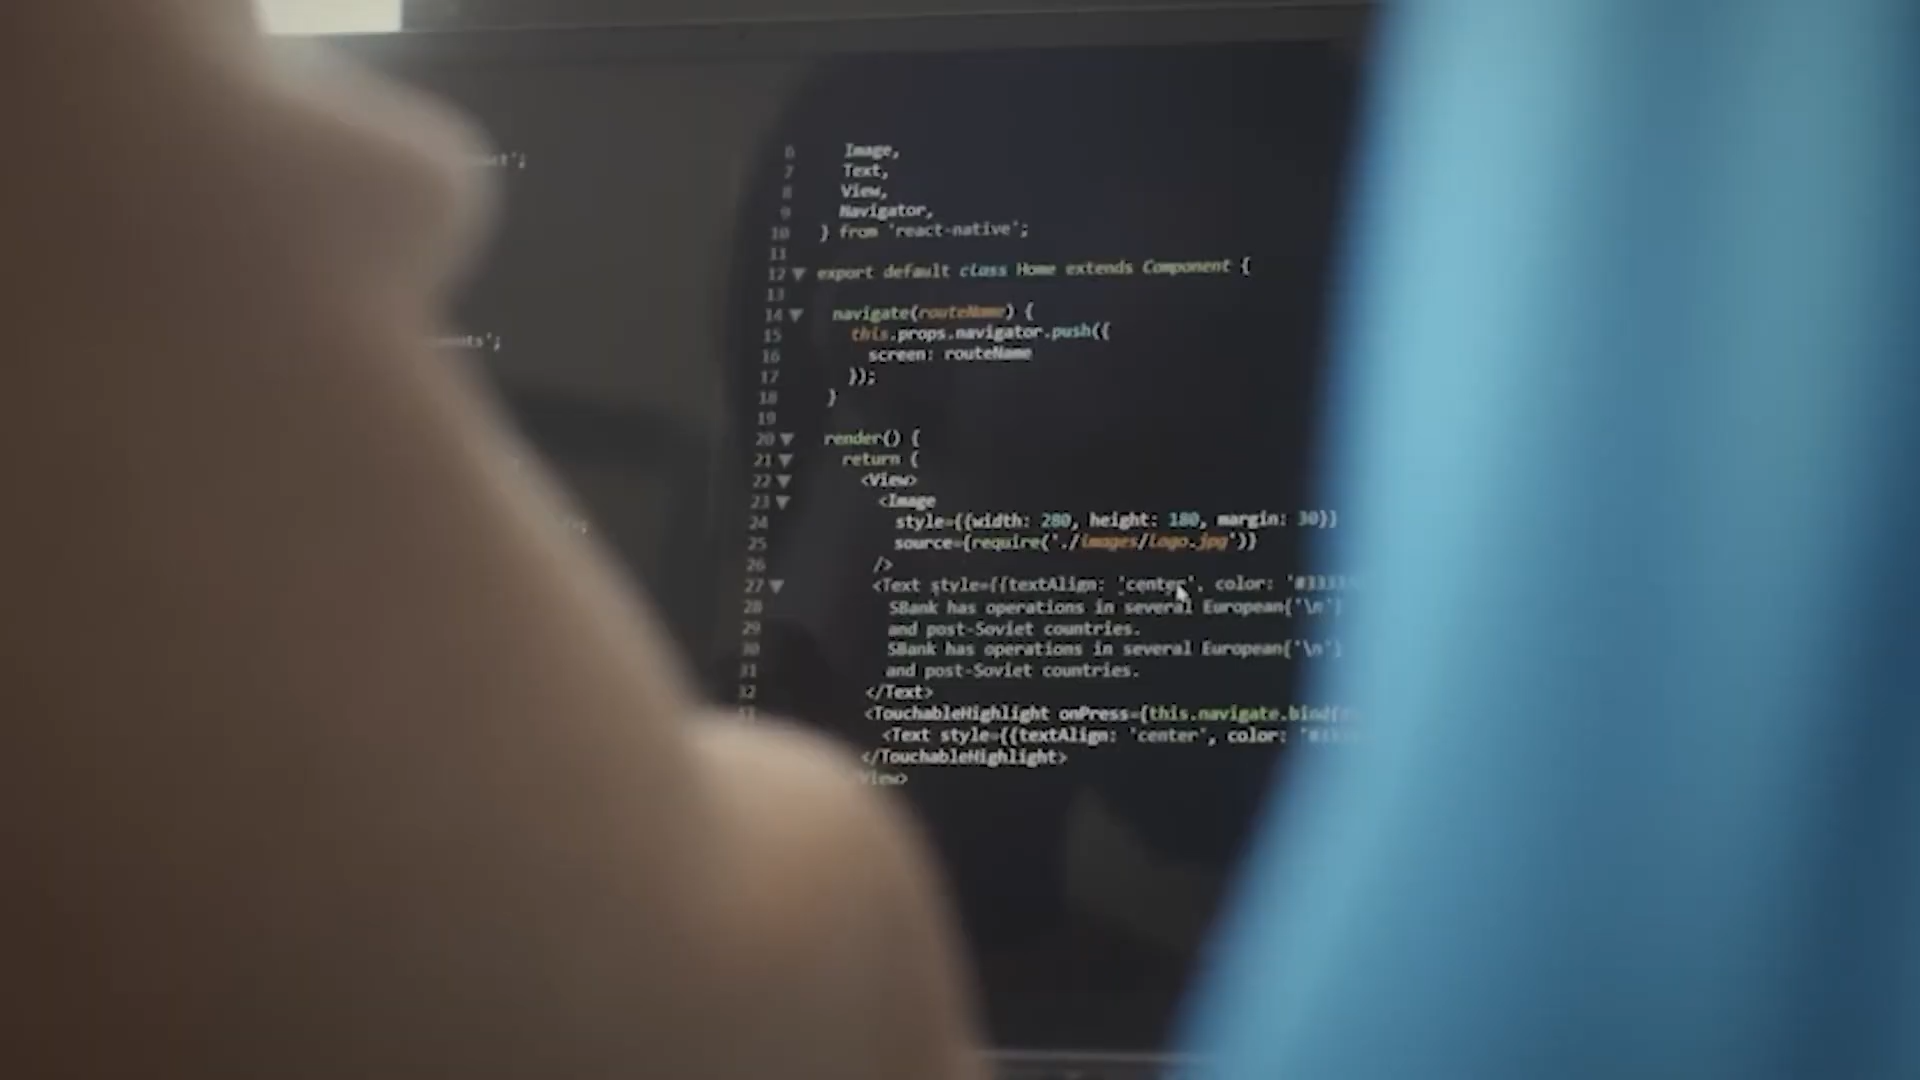 ct';
ents';
6 Image,
7 Text,
8 View,
9 Navigator,
10 } from 'react-native';
11
12 export default class Home extends Component {
13
14 navigate(routeName) {
15 this.props.navigator.push({
16 screen: routeName
17 });
18 }
19
20 render() {
21 return (
22 <View>
23 <Image
24 style={{width: 280, height: 180, margin: 30}}
25 source={require('./images/logo.jpg')}
26 />
27 <Text style={{textAlign: 'center', color: '#333
28 SBank has operations in several European{'\n'}
29 and post-Soviet countries.
30 SBank has operations in several European{'\n'}
31 and post-Soviet countries.
32 </Text>
<TouchableHighlight onPress={this.navigate.bind(
<Text style={{textAlign: 'center', color: '#333
</TouchableHighlight>
View>